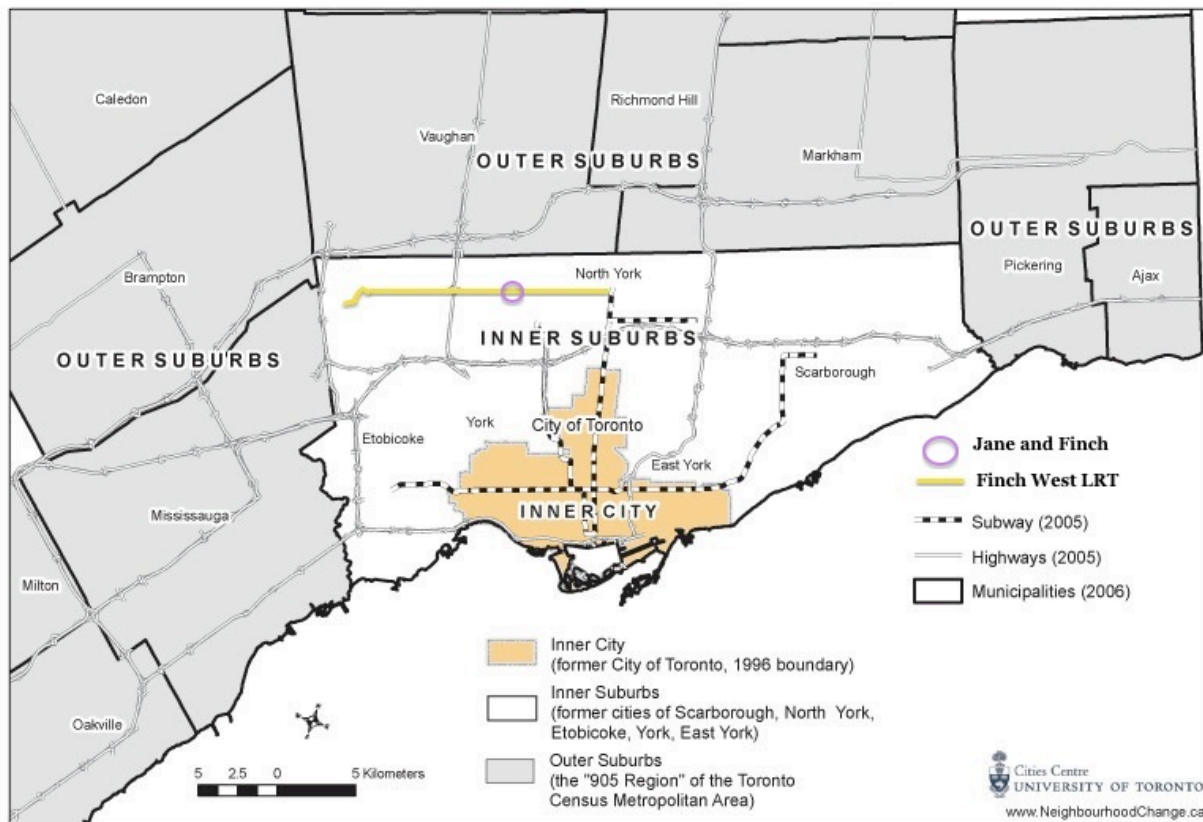 Caledon
Richmond Hill
Vaughan
OUTER SUBURBS
Markham
OUTER SUBURBS
Pickering
Ajax
Brampton
North York
INNER SUBURBS
OUTER SUBURBS
Scarborough
Etobicoke
York
City of Toronto
East York
INNER CITY
Mississauga
Milton
Oakville
Jane and Finch
Finch West LRT
Subway (2005)
Highways (2005)
Municipalities (2006)
Inner City
(former City of Toronto, 1996 boundary)
Inner Suburbs
(former cities of Scarborough, North York,
Etobicoke, York, East York)
Outer Suburbs
(the "905 Region" of the Toronto
Census Metropolitan Area)
5 2.5 0 5 Kilometers
Cities Centre
UNIVERSITY OF TORONTO
www.NeighbourhoodChange.ca